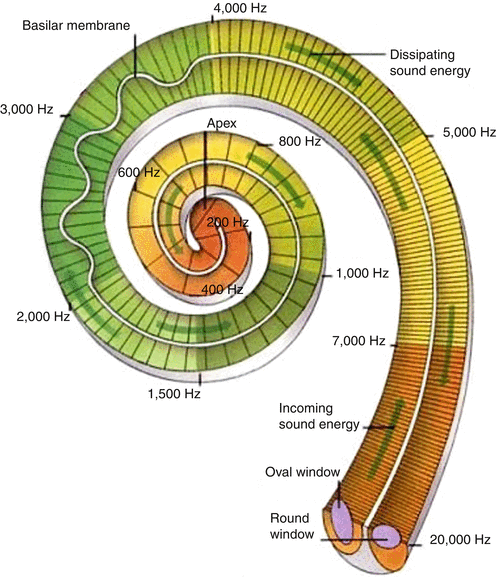 4,000 Hz
Basilar membrane
Dissipating
sound energy
3,000 Hz
Apex
800 Hz
5,000 Hz
600 Hz
200 Hz
1,000 Hz
400 Hz
2,000 Hz
7,000 Hz
1,500 Hz
Incoming
sound energy
Oval window
Round
window
20,000 Hz